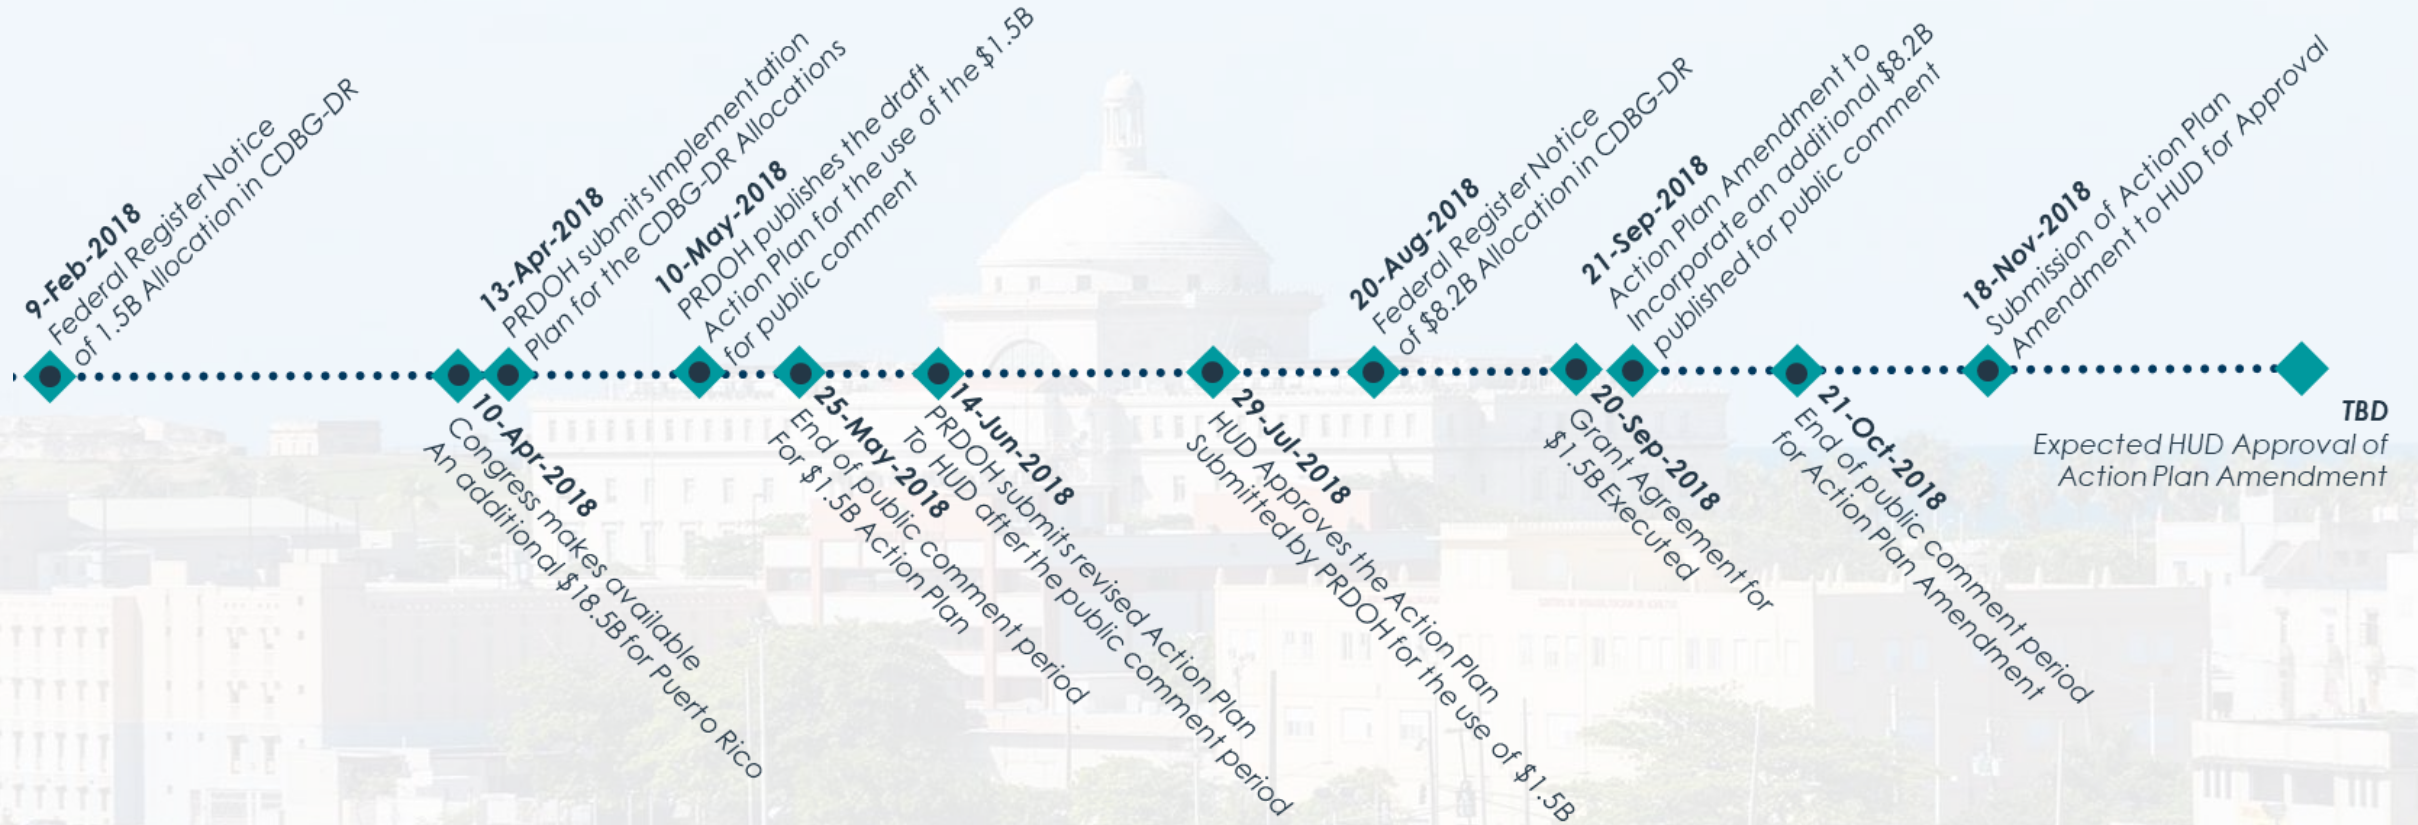 9-Feb-2018
Federal Register Notice
of 1.5B Allocation in CDBG-DR
10-Apr-2018
Congress makes available
An additional $18.5B for Puerto Rico
13-Apr-2018
PRDOH submits Implementation
Plan for the CDBG-DR Allocations
10-May-2018
PRDOH publishes the draft
Action Plan for the use of the $1.5B
for public comment
25-May-2018
End of public comment period
For $1.5B Action Plan
14-Jun-2018
PRDOH submits revised Action Plan
To HUD after the public comment period
29-Jul-2018
HUD Approves the Action Plan
Submitted by PRDOH for the use of $1.5B
20-Aug-2018
Federal Register Notice
of $8.2B Allocation in CDBG-DR
20-Sep-2018
Grant Agreement for
$1.5B Executed
21-Sep-2018
Action Plan Amendment to
Incorporate an additional $8.2B
published for public comment
21-Oct-2018
End of public comment period
for Action Plan Amendment
18-Nov-2018
Submission of Action Plan
Amendment to HUD for Approval
TBD
Expected HUD Approval of
Action Plan Amendment